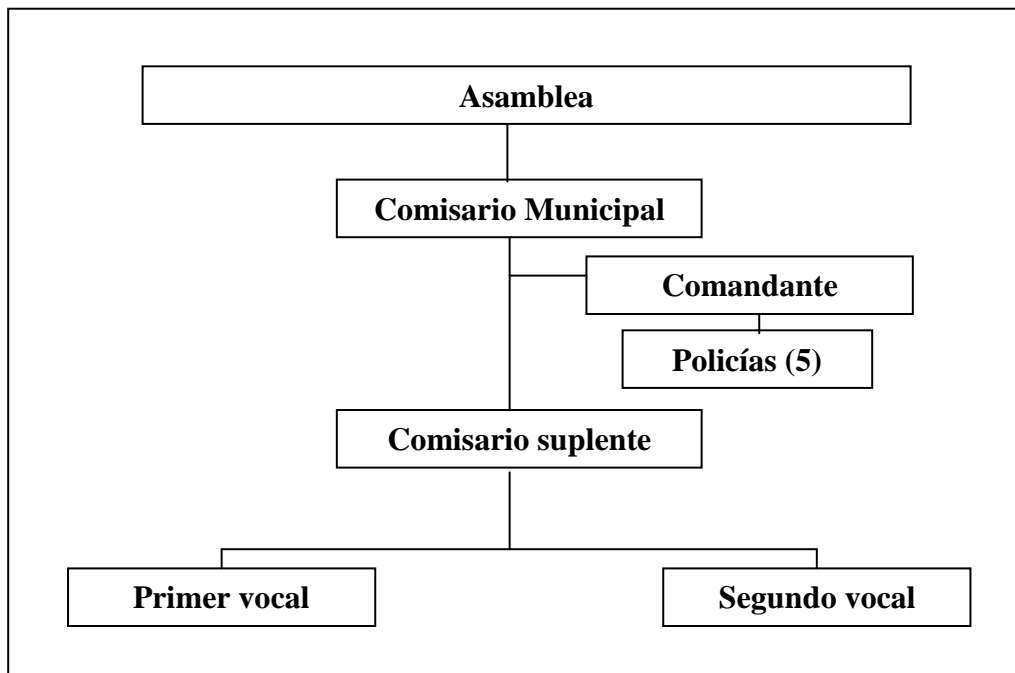 Asamblea
Comisario Municipal
Comandante
Policías (5)
Comisario suplente
Primer vocal
Segundo vocal